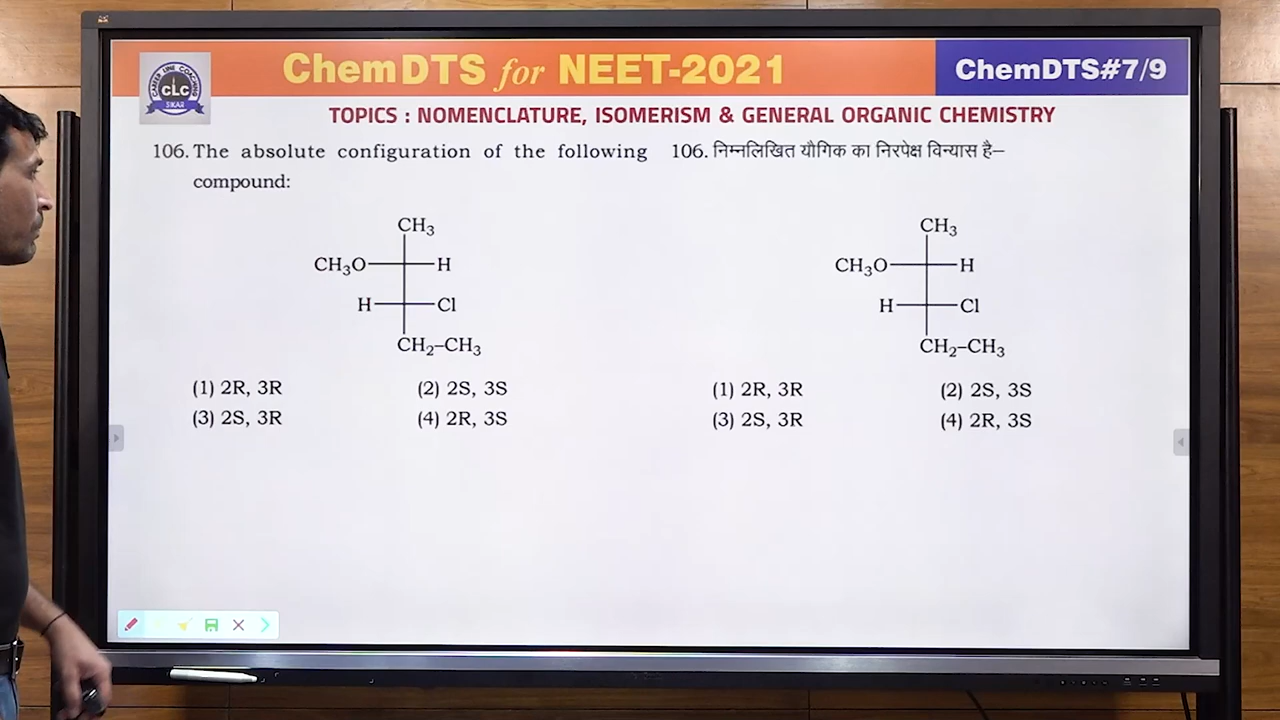 ChemDTS for NEET-2021
ChemDTS#7/9
CLC
SIKAR
TOPICS : NOMENCLATURE, ISOMERISM & GENERAL ORGANIC CHEMISTRY
106. The absolute configuration of the following
compound:
CH₃
CH₃O H
H Cl
CH₂–CH₃
(1) 2R, 3R (2) 2S, 3S
(3) 2S, 3R (4) 2R, 3S
106. निम्नलिखित यौगिक का निरपेक्ष विन्यास है–
CH₃
CH₃O H
H Cl
CH₂–CH₃
(1) 2R, 3R (2) 2S, 3S
(3) 2S, 3R (4) 2R, 3S